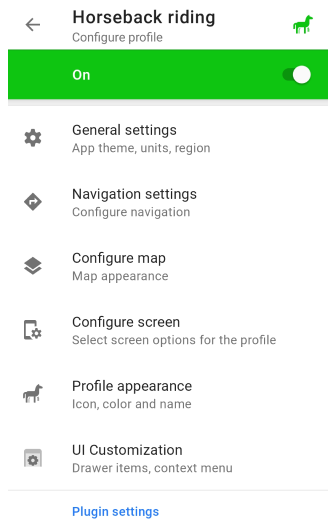 Horseback riding
Configure profile
On
General settings
App theme, units, region
Navigation settings
Configure navigation
Configure map
Map appearance
Configure screen
Select screen options for the profile
Profile appearance
Icon, color and name
UI Customization
Drawer items, context menu
Plugin settings